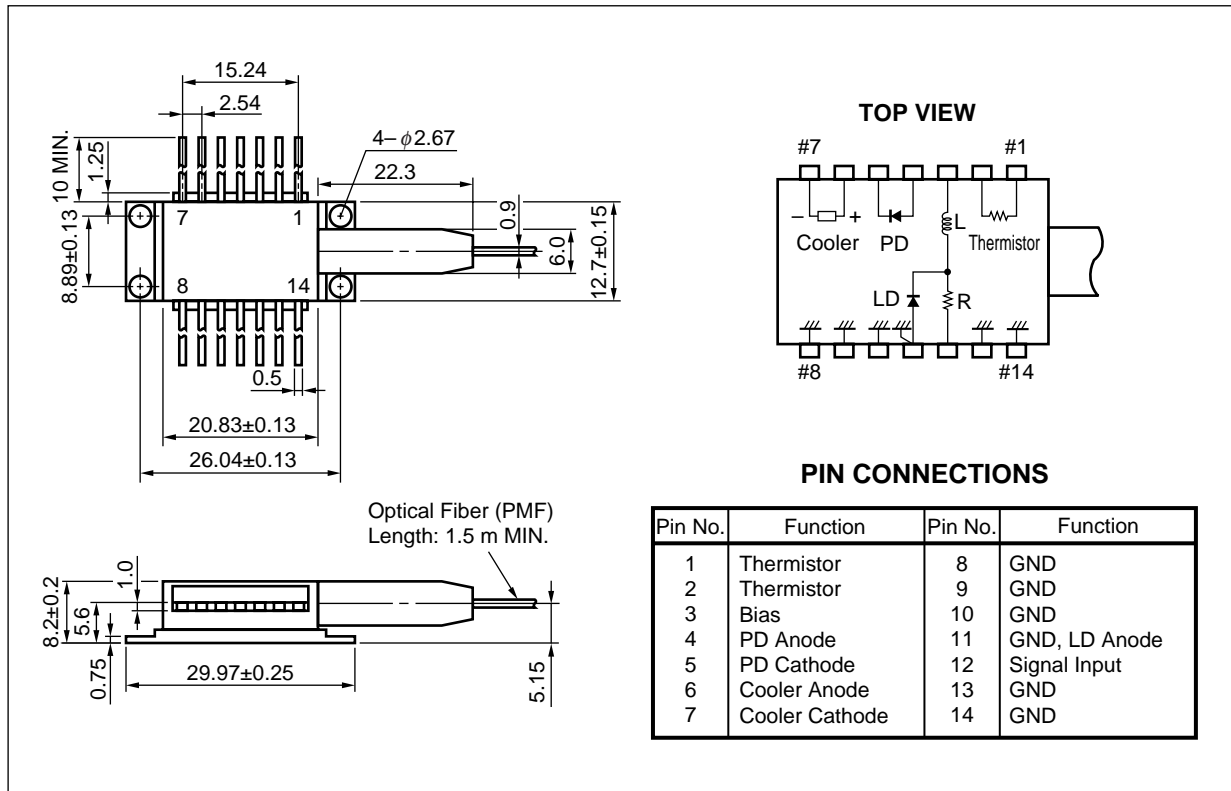 15.24
2.54
10 MIN.
1.25
4–φ2.67
22.3
7
1
0.9
6.0
12.7±0.15
8.89±0.13
8
14
0.5
20.83±0.13
26.04±0.13
Optical Fiber (PMF)
Length: 1.5 m MIN.
8.2±0.2
5.6
1.0
0.75
29.97±0.25
5.15
TOP VIEW
#7
#1
– +
L
Cooler
PD
Thermistor
LD
R
#8
#14
PIN CONNECTIONS
Pin No. Function Pin No. Function
1 Thermistor 8 GND
2 Thermistor 9 GND
3 Bias 10 GND
4 PD Anode 11 GND, LD Anode
5 PD Cathode 12 Signal Input
6 Cooler Anode 13 GND
7 Cooler Cathode 14 GND